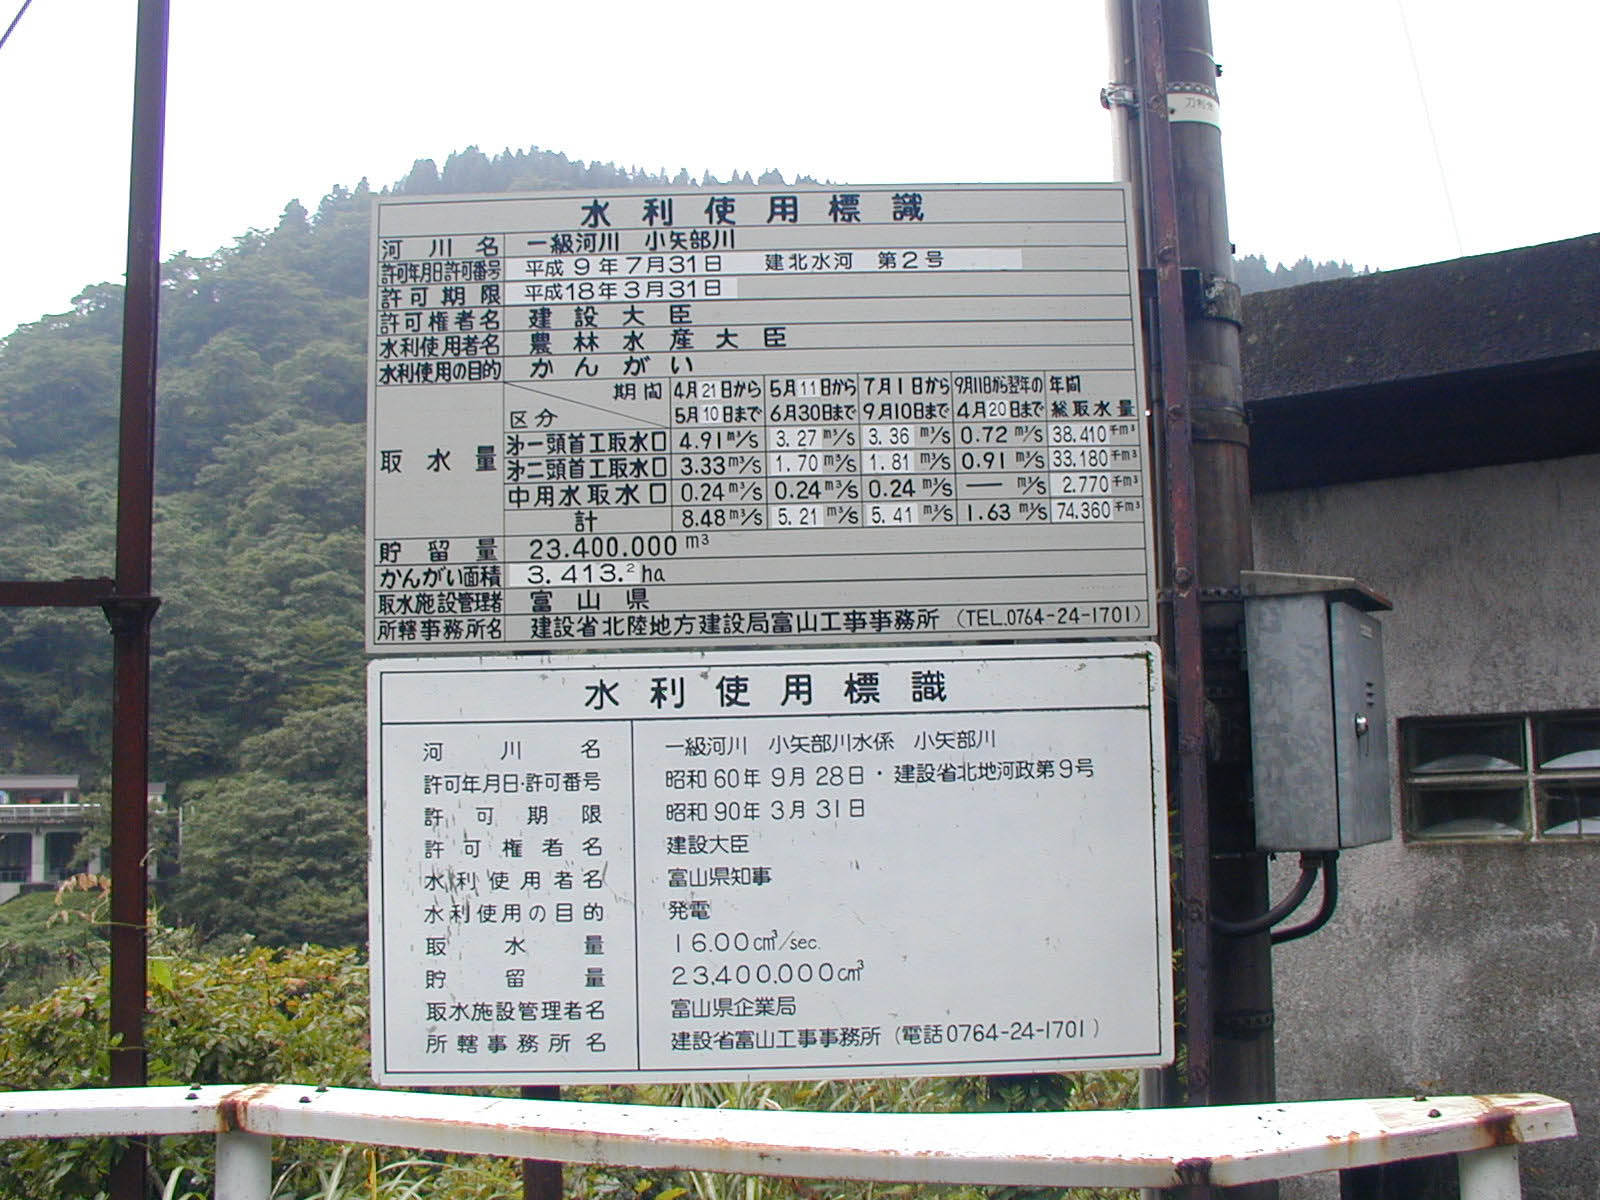 水利使用標識
河川名 一級河川 小矢部川
許可年月日許可番号 平成9年7月31日 建北水河 第2号
許可期限 平成18年3月31日
許可権者名 建設大臣
水利使用者名 農林水産大臣
水利使用の目的 かんがい
取水量 区分 期間 4月21日から5月10日まで 5月11日から6月30日まで 7月1日から9月10日まで 9月11日から翌年の4月20日まで 年間総取水量
第一頭首工取水口 4.91m³/S 3.27m³/S 3.36m³/S 0.72m³/S 38.410千m³
第二頭首工取水口 3.33m³/S 1.70m³/S 1.81m³/S 0.91m³/S 33.180千m³
中用水取水口 0.24m³/S 0.24m³/S 0.24m³/S — m³/S 2.770千m³
計 8.48m³/S 5.21m³/S 5.41m³/S 1.63m³/S 74.360千m³
貯留量 23.400.000m³
かんがい面積 3.413.²ha
取水施設管理者 富山県
所轄事務所名 建設省北陸地方建設局富山工事事務所 (TEL.0764-24-1701)
水利使用標識
河川名 一級河川 小矢部川水係 小矢部川
許可年月日・許可番号 昭和60年9月28日・建設省北地河政第9号
許可期限 昭和90年3月31日
許可権者名 建設大臣
水利使用者名 富山県知事
水利使用の目的 発電
取水量 16.00cm³/sec.
貯留量 23,400,000cm³
取水施設管理者名 富山県企業局
所轄事務所名 建設省富山工事事務所(電話0764-24-1701)